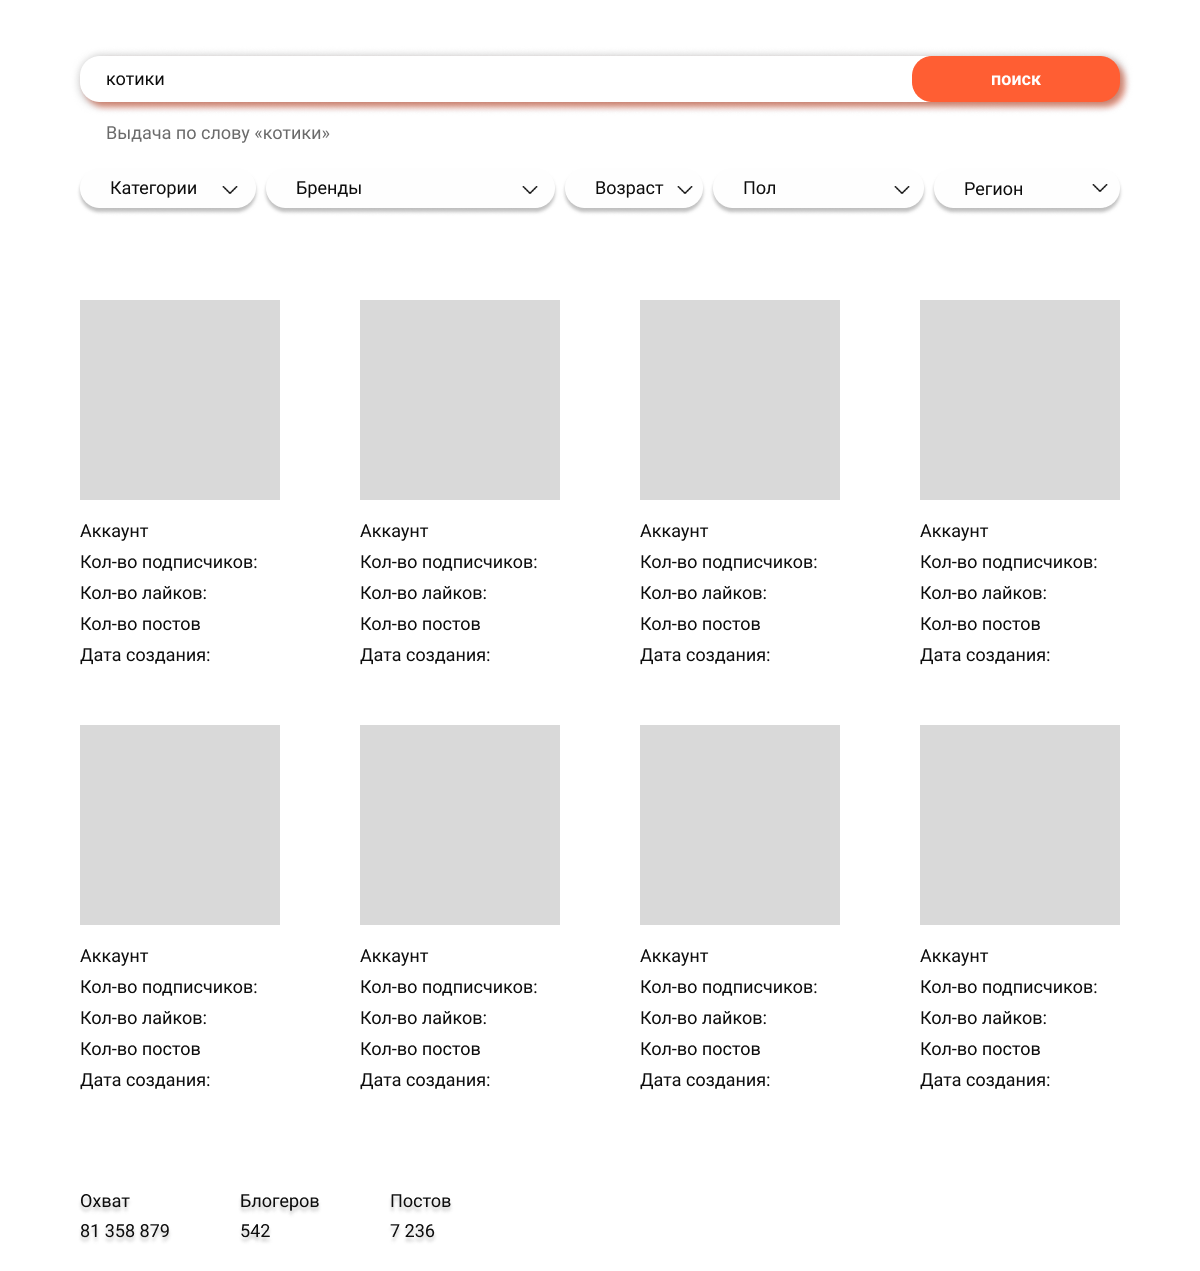 котики поиск
Выдача по слову «котики»
Категории Бренды Возраст Пол Регион
Аккаунт Аккаунт Аккаунт Аккаунт
Кол-во подписчиков: Кол-во подписчиков: Кол-во подписчиков: Кол-во подписчиков:
Кол-во лайков: Кол-во лайков: Кол-во лайков: Кол-во лайков:
Кол-во постов Кол-во постов Кол-во постов Кол-во постов
Дата создания: Дата создания: Дата создания: Дата создания:
Аккаунт Аккаунт Аккаунт Аккаунт
Кол-во подписчиков: Кол-во подписчиков: Кол-во подписчиков: Кол-во подписчиков:
Кол-во лайков: Кол-во лайков: Кол-во лайков: Кол-во лайков:
Кол-во постов Кол-во постов Кол-во постов Кол-во постов
Дата создания: Дата создания: Дата создания: Дата создания:
Охват Блогеров Постов
81 358 879 542 7 236